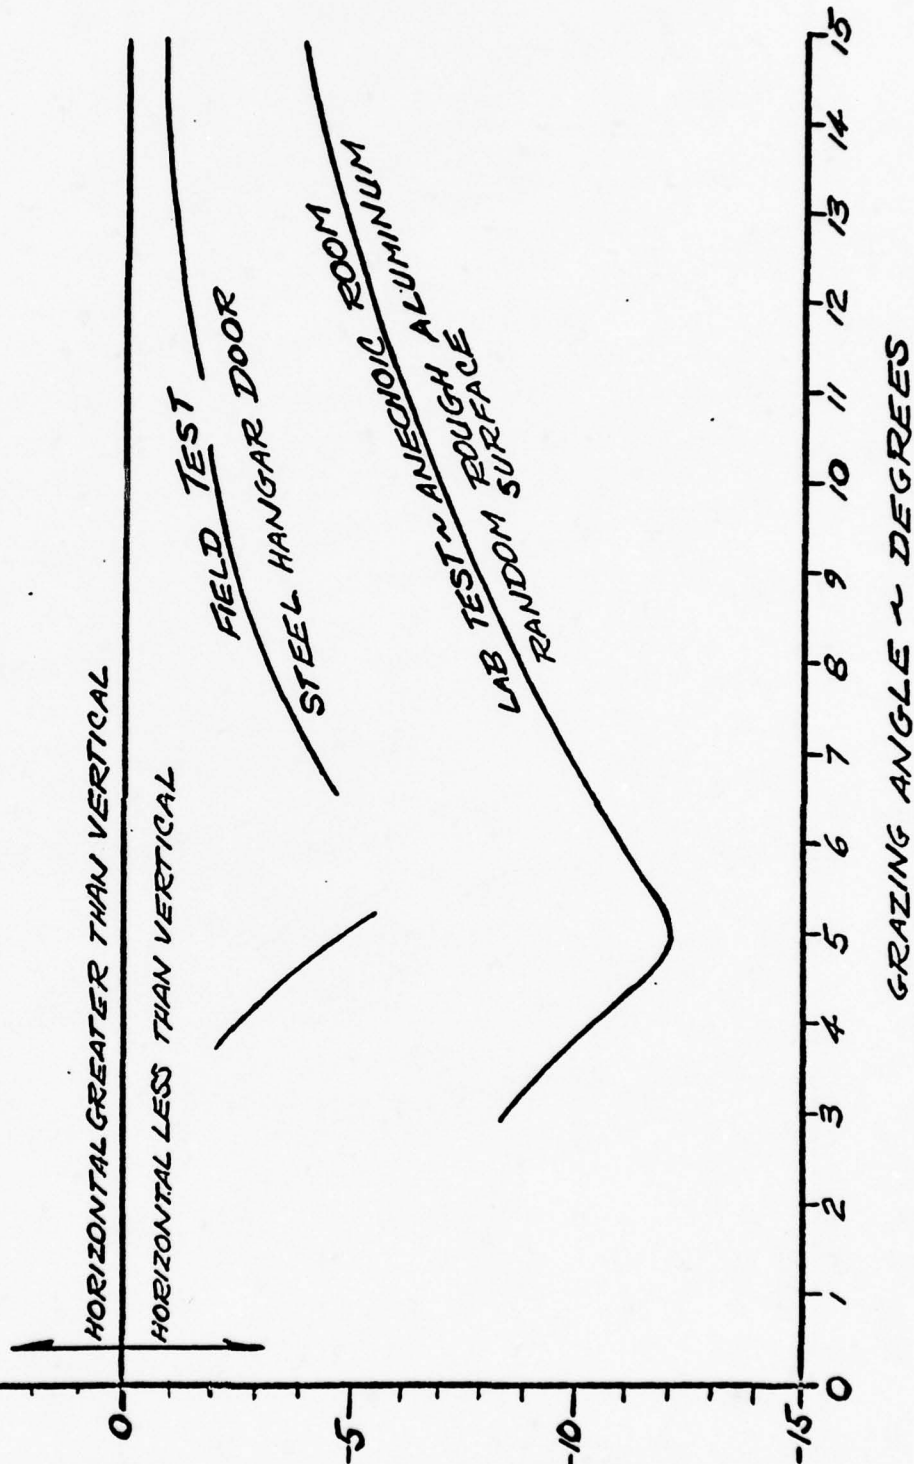 HORIZONTAL GREATER THAN VERTICAL
HORIZONTAL LESS THAN VERTICAL
FIELD TEST
STEEL HANGAR DOOR
LAB TEST ~ ANECHOIC ROOM
ROUGH ALUMINUM
RANDOM SURFACE
0
-5
-10
-15
0 1 2 3 4 5 6 7 8 9 10 11 12 13 14 15
GRAZING ANGLE ~ DEGREES